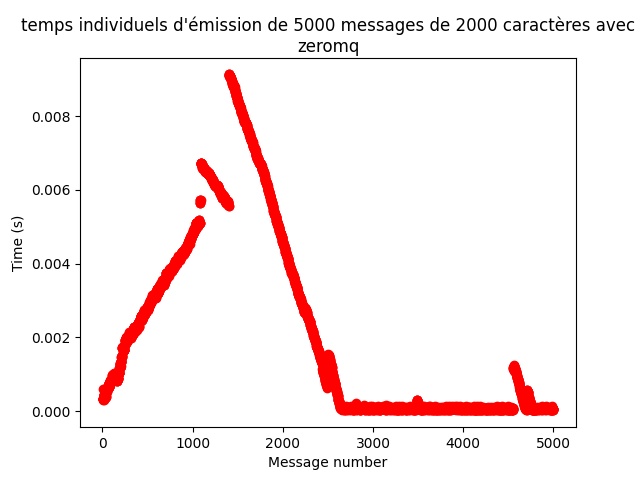 temps individuels d'émission de 5000 messages de 2000 caractères avec
zeromq
0.008
0.006
0.004
0.002
0.000
Time (s)
0 1000 2000 3000 4000 5000
Message number